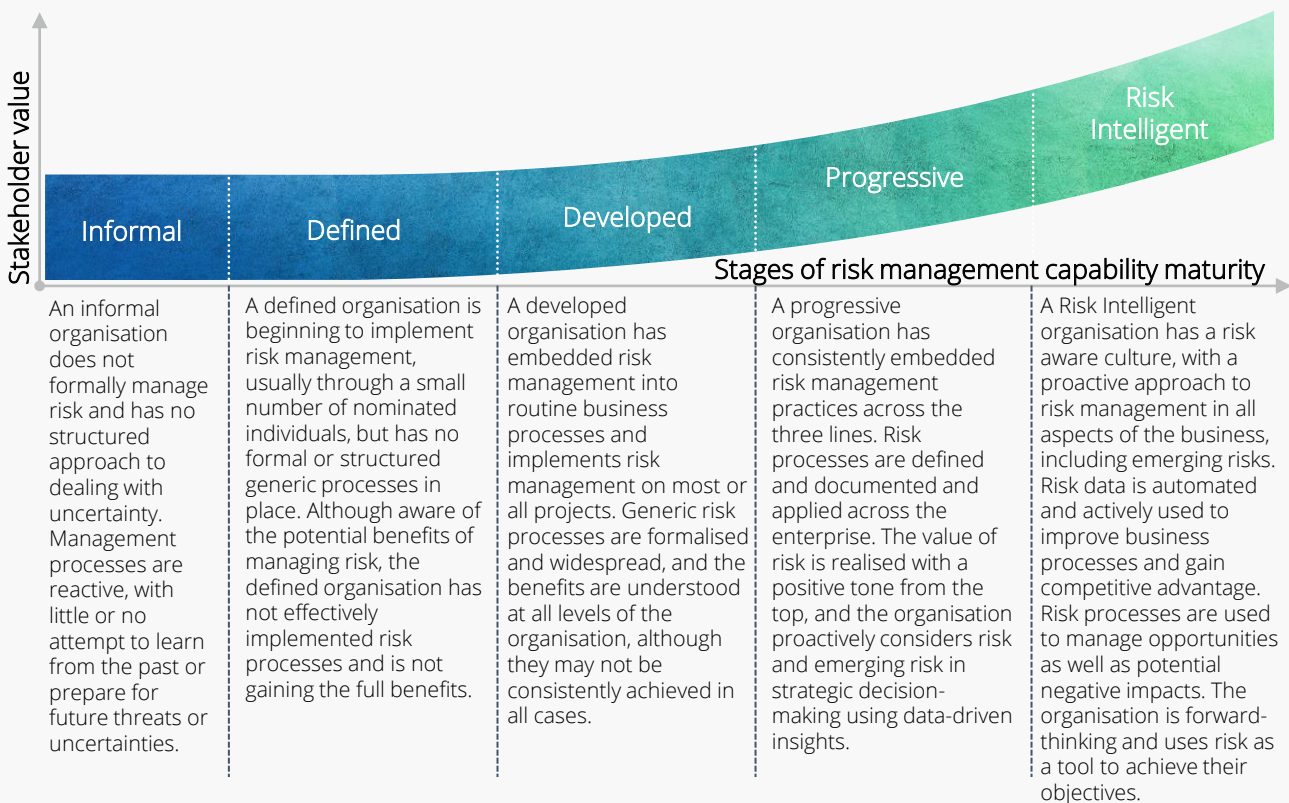 Stakeholder value
Informal
Defined
Developed
Progressive
Risk
Intelligent
Stages of risk management capability maturity
An informal
organisation
does not
formally manage
risk and has no
structured
approach to
dealing with
uncertainty.
Management
processes are
reactive, with
little or no
attempt to learn
from the past or
prepare for
future threats or
uncertainties.
A defined organisation is
beginning to implement
risk management,
usually through a small
number of nominated
individuals, but has no
formal or structured
generic processes in
place. Although aware of
the potential benefits of
managing risk, the
defined organisation has
not effectively
implemented risk
processes and is not
gaining the full benefits.
A developed
organisation has
embedded risk
management into
routine business
processes and
implements risk
management on most or
all projects. Generic risk
processes are formalised
and widespread, and the
benefits are understood
at all levels of the
organisation, although
they may not be
consistently achieved in
all cases.
A progressive
organisation has
consistently embedded
risk management
practices across the
three lines. Risk
processes are defined
and documented and
applied across the
enterprise. The value of
risk is realised with a
positive tone from the
top, and the organisation
proactively considers risk
and emerging risk in
strategic decision-
making using data-driven
insights.
A Risk Intelligent
organisation has a risk
aware culture, with a
proactive approach to
risk management in all
aspects of the business,
including emerging risks.
Risk data is automated
and actively used to
improve business
processes and gain
competitive advantage.
Risk processes are used
to manage opportunities
as well as potential
negative impacts. The
organisation is forward-
thinking and uses risk as
a tool to achieve their
objectives.